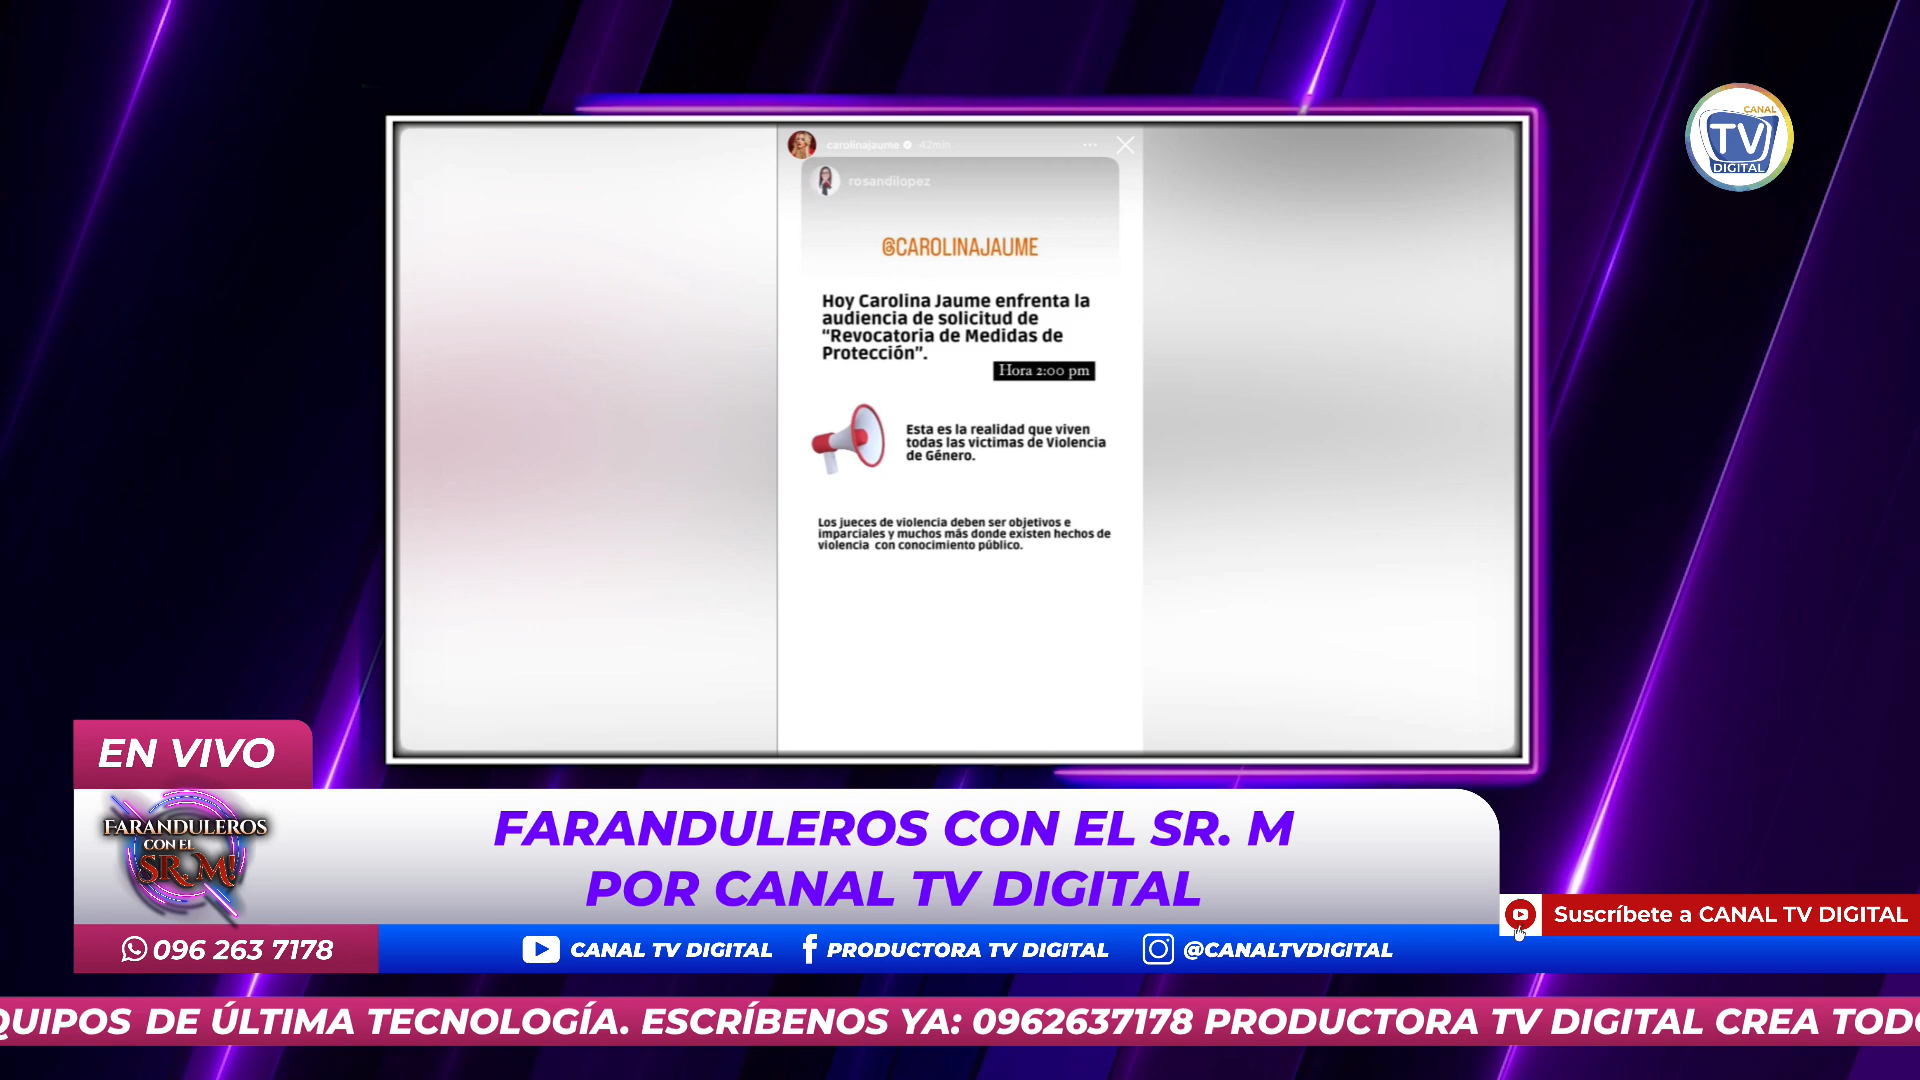 CANAL
TV
DIGITAL
carolinajaume 42min
rosandilopez
@CAROLINAJAUME
Hoy Carolina Jaume enfrenta la
audiencia de solicitud de
“Revocatoria de Medidas de
Protección”.
Hora 2:00 pm
Esta es la realidad que viven
todas las victimas de Violencia
de Género.
Los jueces de violencia deben ser objetivos e
imparciales y muchos más donde existen hechos de
violencia con conocimiento público.
EN VIVO
FARANDULEROS
CON EL
SR. M!
FARANDULEROS CON EL SR. M
POR CANAL TV DIGITAL
Suscríbete a CANAL TV DIGITAL
096 263 7178
CANAL TV DIGITAL
PRODUCTORA TV DIGITAL
@CANALTVDIGITAL
QUIPOS DE ÚLTIMA TECNOLOGÍA. ESCRÍBENOS YA: 0962637178 PRODUCTORA TV DIGITAL CREA TODO